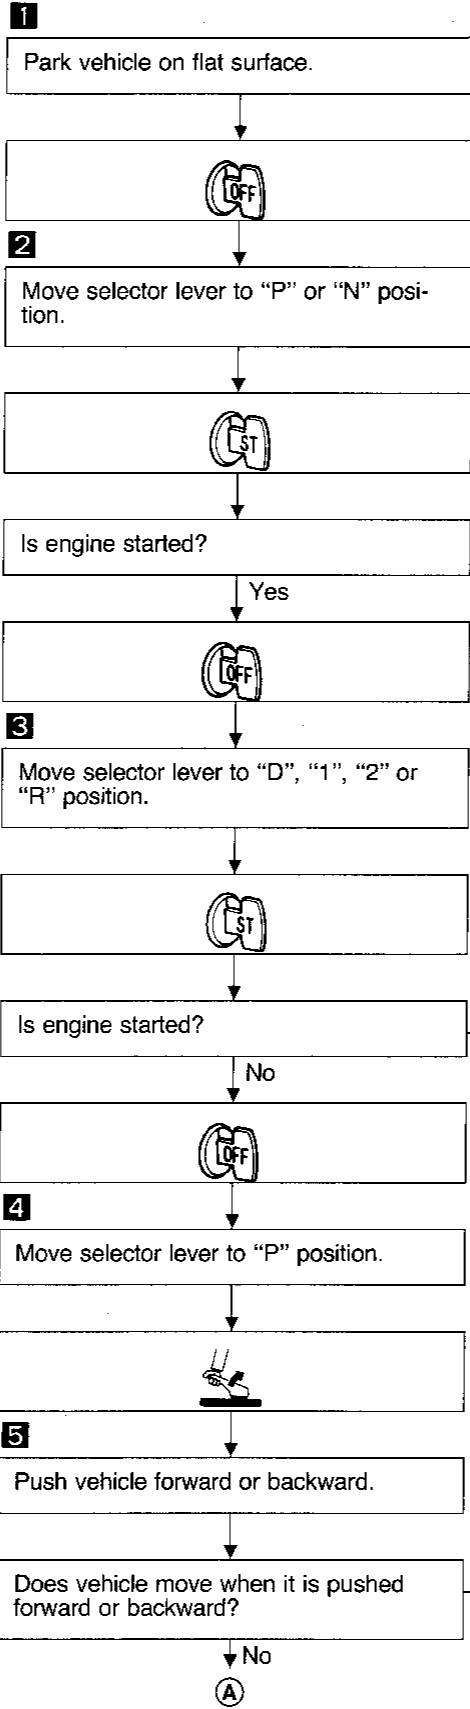 1
Park vehicle on flat surface.
OFF
2
Move selector lever to “P” or “N” posi-
tion.
ST
Is engine started?
Yes
OFF
3
Move selector lever to “D”, “1”, “2” or
“R” position.
ST
Is engine started?
No
OFF
4
Move selector lever to “P” position.
5
Push vehicle forward or backward.
Does vehicle move when it is pushed
forward or backward?
No
A